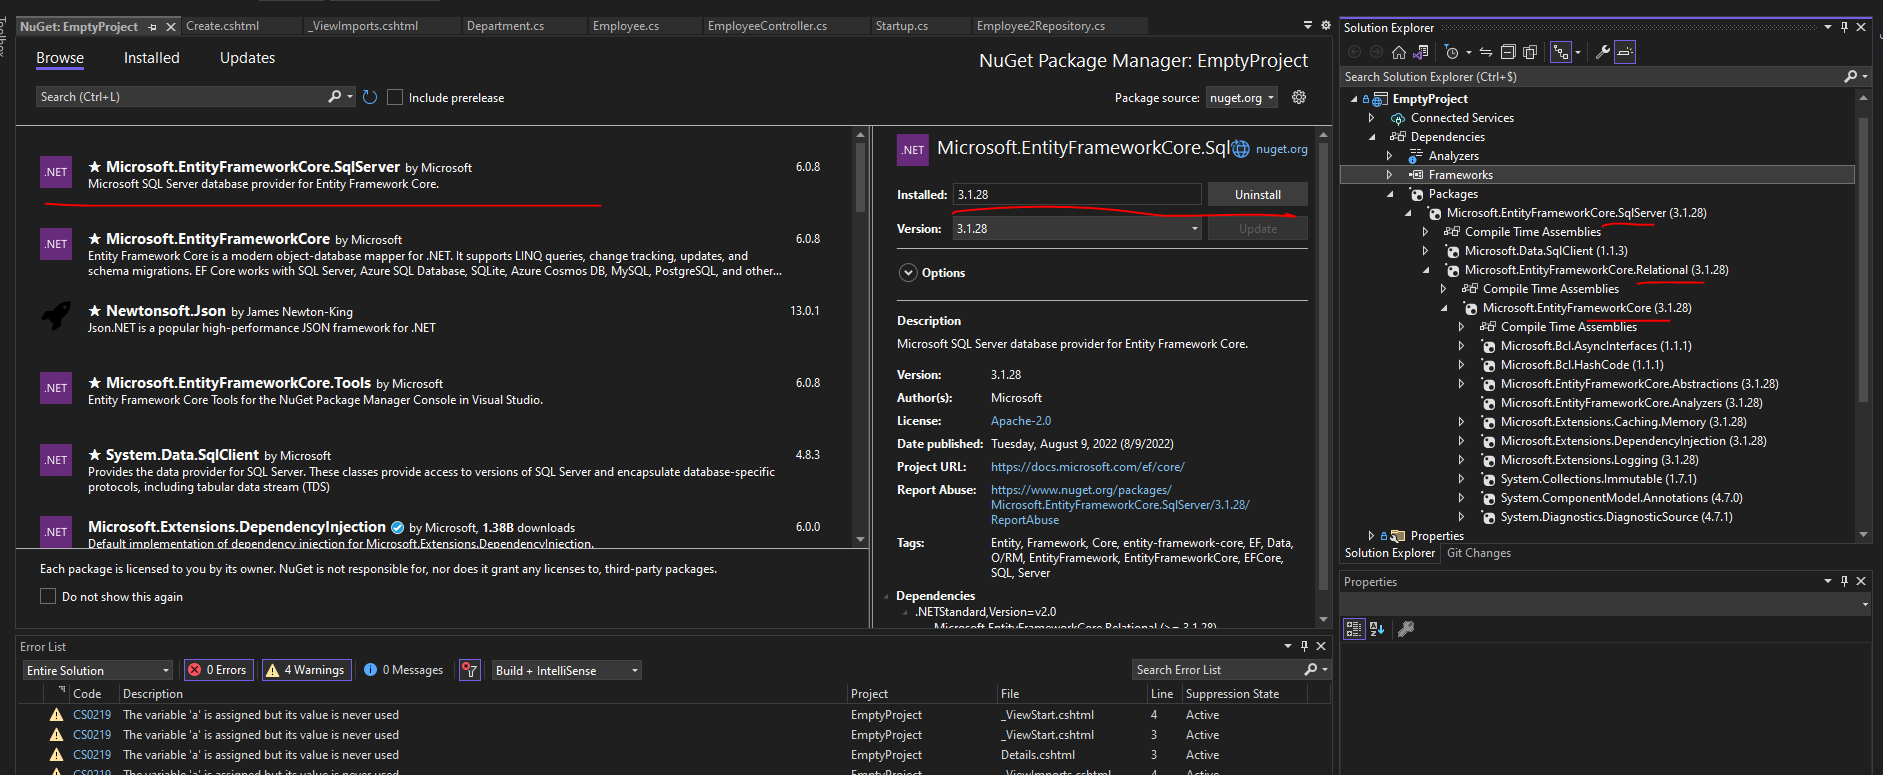 Toolbox
NuGet: EmptyProject
Create.cshtml
_ViewImports.cshtml
Department.cs
Employee.cs
EmployeeController.cs
Startup.cs
Employee2Repository.cs
Browse
Installed
Updates
NuGet Package Manager: EmptyProject
Search (Ctrl+L)
Include prerelease
Package source:
nuget.org
.NET
Microsoft.EntityFrameworkCore.SqlServer by Microsoft
6.0.8
Microsoft SQL Server database provider for Entity Framework Core.
.NET
Microsoft.EntityFrameworkCore by Microsoft
6.0.8
Entity Framework Core is a modern object-database mapper for .NET. It supports LINQ queries, change tracking, updates, and
schema migrations. EF Core works with SQL Server, Azure SQL Database, SQLite, Azure Cosmos DB, MySQL, PostgreSQL, and other...
Newtonsoft.Json by James Newton-King
13.0.1
Json.NET is a popular high-performance JSON framework for .NET
.NET
Microsoft.EntityFrameworkCore.Tools by Microsoft
6.0.8
Entity Framework Core Tools for the NuGet Package Manager Console in Visual Studio.
.NET
System.Data.SqlClient by Microsoft
4.8.3
Provides the data provider for SQL Server. These classes provide access to versions of SQL Server and encapsulate database-specific
protocols, including tabular data stream (TDS)
.NET
Microsoft.Extensions.DependencyInjection by Microsoft, 1.38B downloads
6.0.0
Default implementation of dependency injection for Microsoft.Extensions.DependencyInjection.
Each package is licensed to you by its owner. NuGet is not responsible for, nor does it grant any licenses to, third-party packages.
Do not show this again
.NET
Microsoft.EntityFrameworkCore.Sql
nuget.org
Installed:
3.1.28
Uninstall
Version:
3.1.28
Update
Options
Description
Microsoft SQL Server database provider for Entity Framework Core.
Version: 3.1.28
Author(s): Microsoft
License: Apache-2.0
Date published: Tuesday, August 9, 2022 (8/9/2022)
Project URL: https://docs.microsoft.com/ef/core/
Report Abuse: https://www.nuget.org/packages/
Microsoft.EntityFrameworkCore.SqlServer/3.1.28/
ReportAbuse
Tags: Entity, Framework, Core, entity-framework-core, EF, Data,
O/RM, EntityFramework, EntityFrameworkCore, EFCore,
SQL, Server
Dependencies
.NETStandard,Version=v2.0
Microsoft.EntityFrameworkCore.Relational (>= 3.1.28)
Solution Explorer
Search Solution Explorer (Ctrl+$)
EmptyProject
Connected Services
Dependencies
Analyzers
Frameworks
Packages
Microsoft.EntityFrameworkCore.SqlServer (3.1.28)
Compile Time Assemblies
Microsoft.Data.SqlClient (1.1.3)
Microsoft.EntityFrameworkCore.Relational (3.1.28)
Compile Time Assemblies
Microsoft.EntityFrameworkCore (3.1.28)
Compile Time Assemblies
Microsoft.Bcl.AsyncInterfaces (1.1.1)
Microsoft.Bcl.HashCode (1.1.1)
Microsoft.EntityFrameworkCore.Abstractions (3.1.28)
Microsoft.EntityFrameworkCore.Analyzers (3.1.28)
Microsoft.Extensions.Caching.Memory (3.1.28)
Microsoft.Extensions.DependencyInjection (3.1.28)
Microsoft.Extensions.Logging (3.1.28)
System.Collections.Immutable (1.7.1)
System.ComponentModel.Annotations (4.7.0)
System.Diagnostics.DiagnosticSource (4.7.1)
Properties
Solution Explorer
Git Changes
Properties
Error List
Entire Solution
0 Errors
4 Warnings
0 Messages
Build + IntelliSense
Search Error List
Code Description Project File Line Suppression State
CS0219 The variable 'a' is assigned but its value is never used EmptyProject _ViewStart.cshtml 4 Active
CS0219 The variable 'a' is assigned but its value is never used EmptyProject _ViewStart.cshtml 3 Active
CS0219 The variable 'a' is assigned but its value is never used EmptyProject Details.cshtml 3 Active
CS0219 The variable 'a' is assigned but its value is never used EmptyProject _ViewImports.cshtml 4 Active